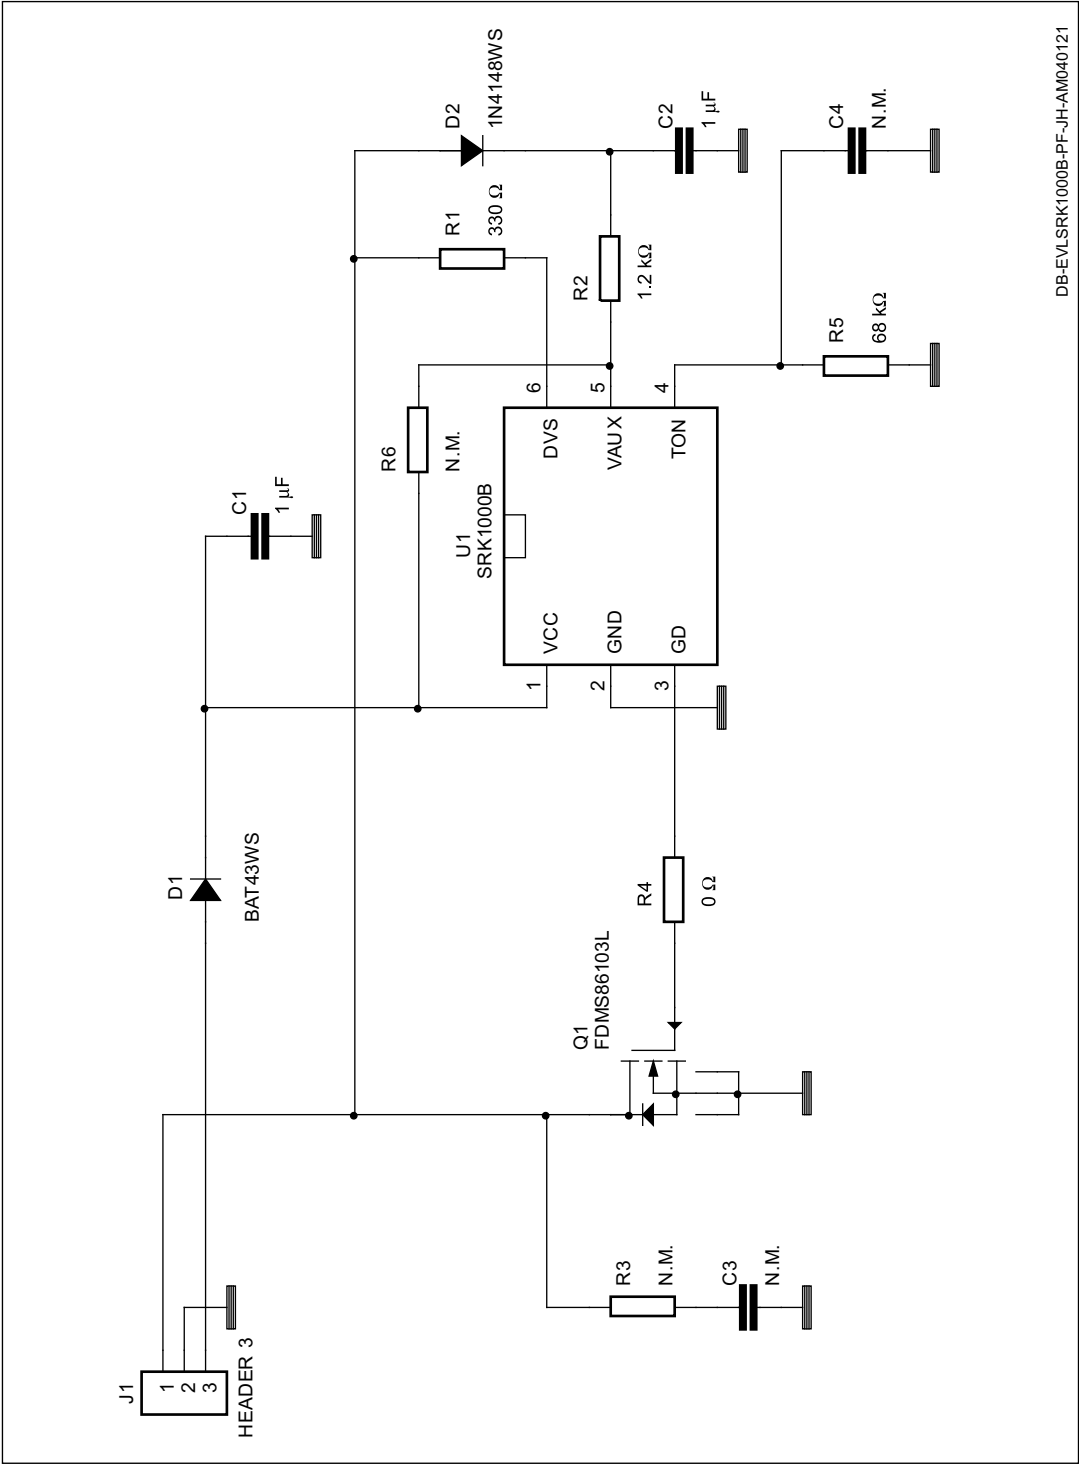 J1
1
2
3
HEADER 3
D1
BAT43WS
C1
1 µF
D2
1N4148WS
R1
330 Ω
C2
1 µF
R2
1.2 kΩ
C4
N.M.
R5
68 kΩ
R6
N.M.
U1
SRK1000B
VCC
GND
GD
DVS
VAUX
TON
1
2
3
6
5
4
R4
0 Ω
Q1
FDMS86103L
R3
N.M.
C3
N.M.
DB-EVLSRK1000B-PF-JH-AM040121